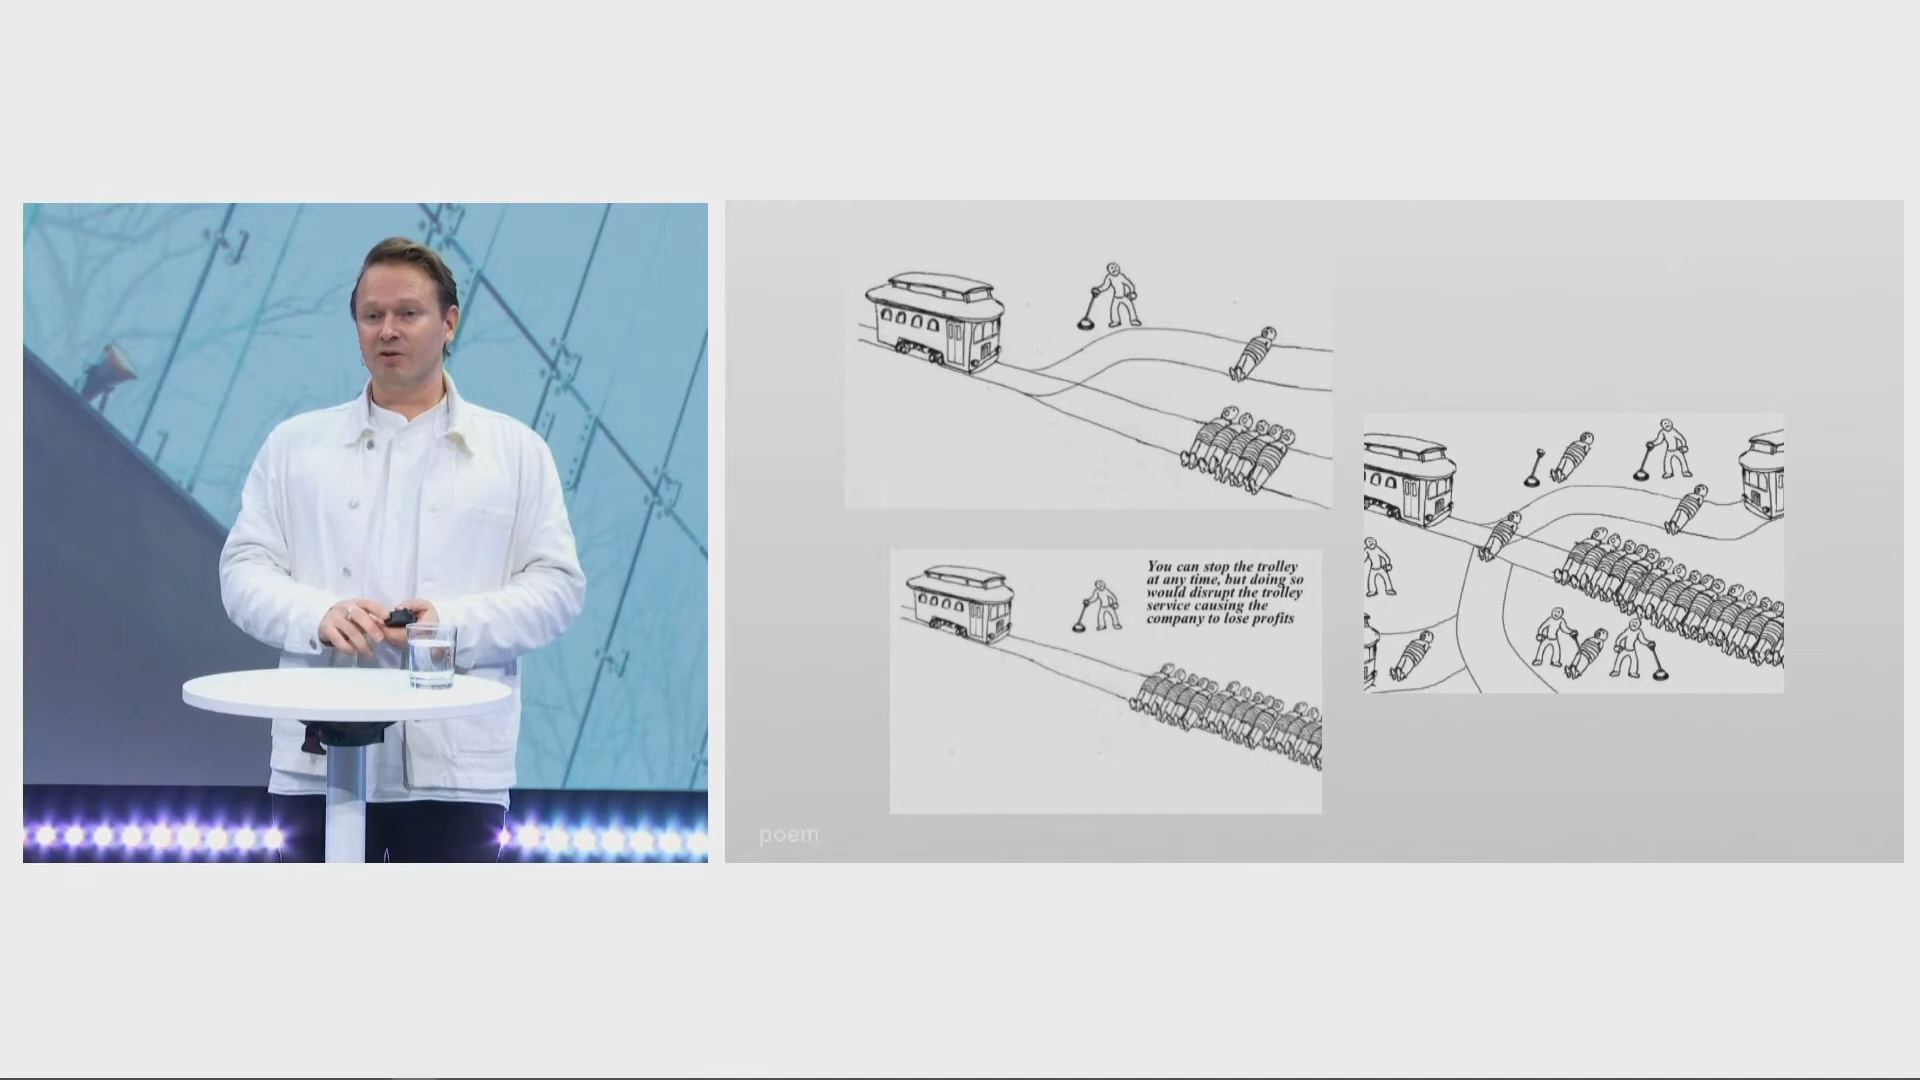 You can stop the trolley
at any time, but doing so
would disrupt the trolley
service causing the
company to lose profits
poem